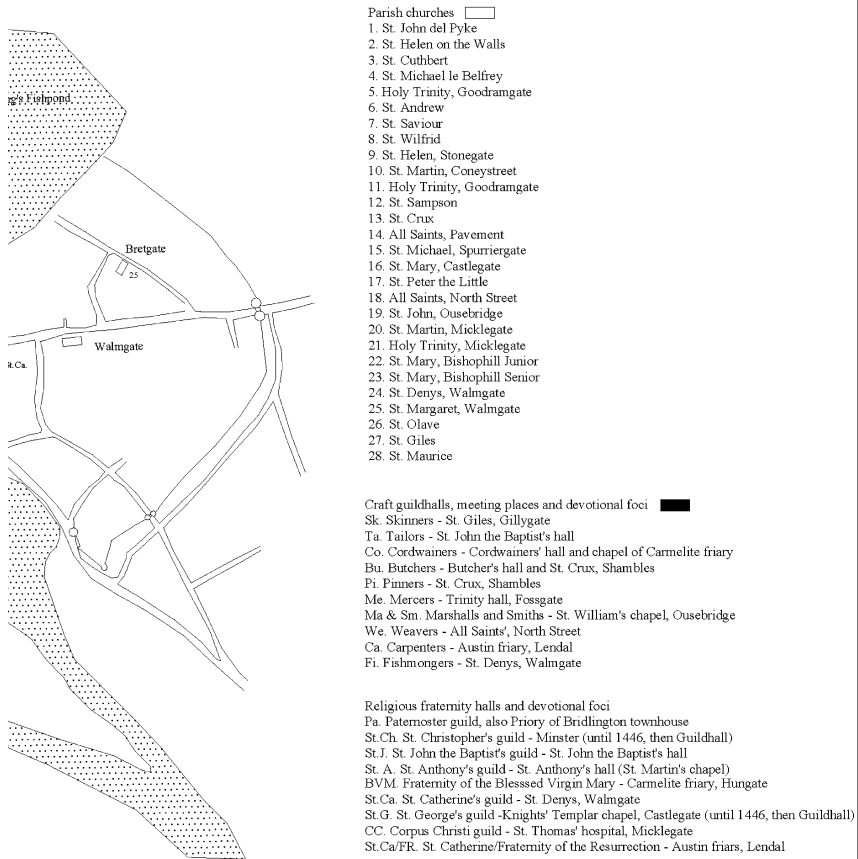 g's Fishpond
Bretgate
25
Walmgate
St.Ca.
Parish churches
1. St. John del Pyke
2. St. Helen on the Walls
3. St. Cuthbert
4. St. Michael le Belfrey
5. Holy Trinity, Goodramgate
6. St. Andrew
7. St. Saviour
8. St. Wilfrid
9. St. Helen, Stonegate
10. St. Martin, Coneystreet
11. Holy Trinity, Goodramgate
12. St. Sampson
13. St. Crux
14. All Saints, Pavement
15. St. Michael, Spurriergate
16. St. Mary, Castlegate
17. St. Peter the Little
18. All Saints, North Street
19. St. John, Ousebridge
20. St. Martin, Micklegate
21. Holy Trinity, Micklegate
22. St. Mary, Bishophill Junior
23. St. Mary, Bishophill Senior
24. St. Denys, Walmgate
25. St. Margaret, Walmgate
26. St. Olave
27. St. Giles
28. St. Maurice
Craft guildhalls, meeting places and devotional foci
Sk. Skinners - St. Giles, Gillygate
Ta. Tailors - St. John the Baptist's hall
Co. Cordwainers - Cordwainers' hall and chapel of Carmelite friary
Bu. Butchers - Butcher's hall and St. Crux, Shambles
Pi. Pinners - St. Crux, Shambles
Me. Mercers - Trinity hall, Fossgate
Ma & Sm. Marshalls and Smiths - St. William's chapel, Ousebridge
We. Weavers - All Saints', North Street
Ca. Carpenters - Austin friary, Lendal
Fi. Fishmongers - St. Denys, Walmgate
Religious fraternity halls and devotional foci
Pa. Paternoster guild, also Priory of Bridlington townhouse
St.Ch. St. Christopher's guild - Minster (until 1446, then Guildhall)
St.J. St. John the Baptist's guild - St. John the Baptist's hall
St. A. St. Anthony's guild - St. Anthony's hall (St. Martin's chapel)
BVM. Fraternity of the Blesssed Virgin Mary - Carmelite friary, Hungate
St.Ca. St. Catherine's guild - St. Denys, Walmgate
St.G. St. George's guild -Knights' Templar chapel, Castlegate (until 1446, then Guildhall)
CC. Corpus Christi guild - St. Thomas' hospital, Micklegate
St.Ca/FR. St. Catherine/Fraternity of the Resurrection - Austin friars, Lendal